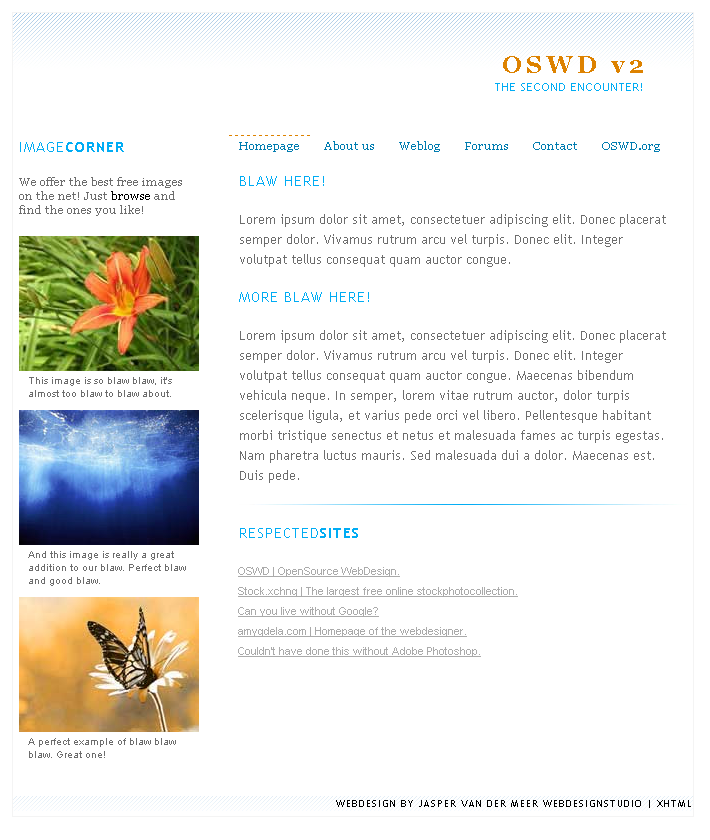 OSWD v2
THE SECOND ENCOUNTER!
IMAGECORNER
We offer the best free images
on the net! Just browse and
find the ones you like!
This image is so blaw blaw, it's
almost too blaw to blaw about.
And this image is really a great
addition to our blaw. Perfect blaw
and good blaw.
A perfect example of blaw blaw
blaw. Great one!
Homepage About us Weblog Forums Contact OSWD.org
BLAW HERE!
Lorem ipsum dolor sit amet, consectetuer adipiscing elit. Donec placerat
semper dolor. Vivamus rutrum arcu vel turpis. Donec elit. Integer
volutpat tellus consequat quam auctor congue.
MORE BLAW HERE!
Lorem ipsum dolor sit amet, consectetuer adipiscing elit. Donec placerat
semper dolor. Vivamus rutrum arcu vel turpis. Donec elit. Integer
volutpat tellus consequat quam auctor congue. Maecenas bibendum
vehicula neque. In semper, lorem vitae rutrum auctor, dolor turpis
scelerisque ligula, et varius pede orci vel libero. Pellentesque habitant
morbi tristique senectus et netus et malesuada fames ac turpis egestas.
Nam pharetra luctus mauris. Sed malesuada dui a dolor. Maecenas est.
Duis pede.
RESPECTEDSITES
OSWD | OpenSource WebDesign.
Stock.xchng | The largest free online stockphotocollection.
Can you live without Google?
amygdela.com | Homepage of the webdesigner.
Couldn't have done this without Adobe Photoshop.
WEBDESIGN BY JASPER VAN DER MEER WEBDESIGNSTUDIO | XHTML